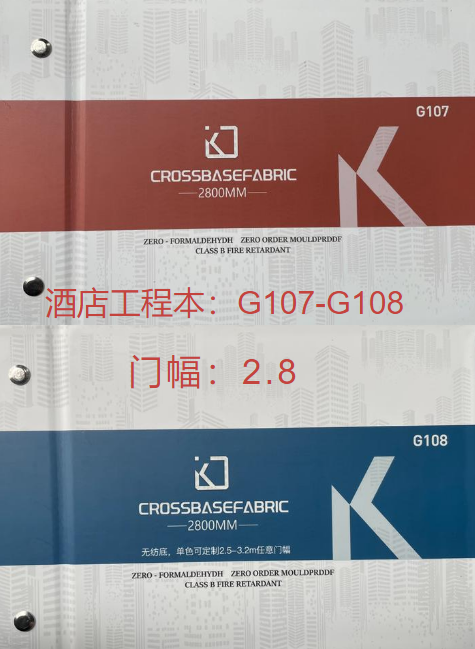 G107
CROSSBASEFABRIC
2800MM
ZERO - FORMALDEHYDH ZERO ORDER MOULDPRDDF
CLASS B FIRE RETARDANT
酒店工程本：G107-G108
门幅：2.8
G108
CROSSBASEFABRIC
2800MM
无纺底，单色可定制2.5-3.2m任意门幅
ZERO - FORMALDEHYDH ZERO ORDER MOULDPRDDF
CLASS B FIRE RETARDANT